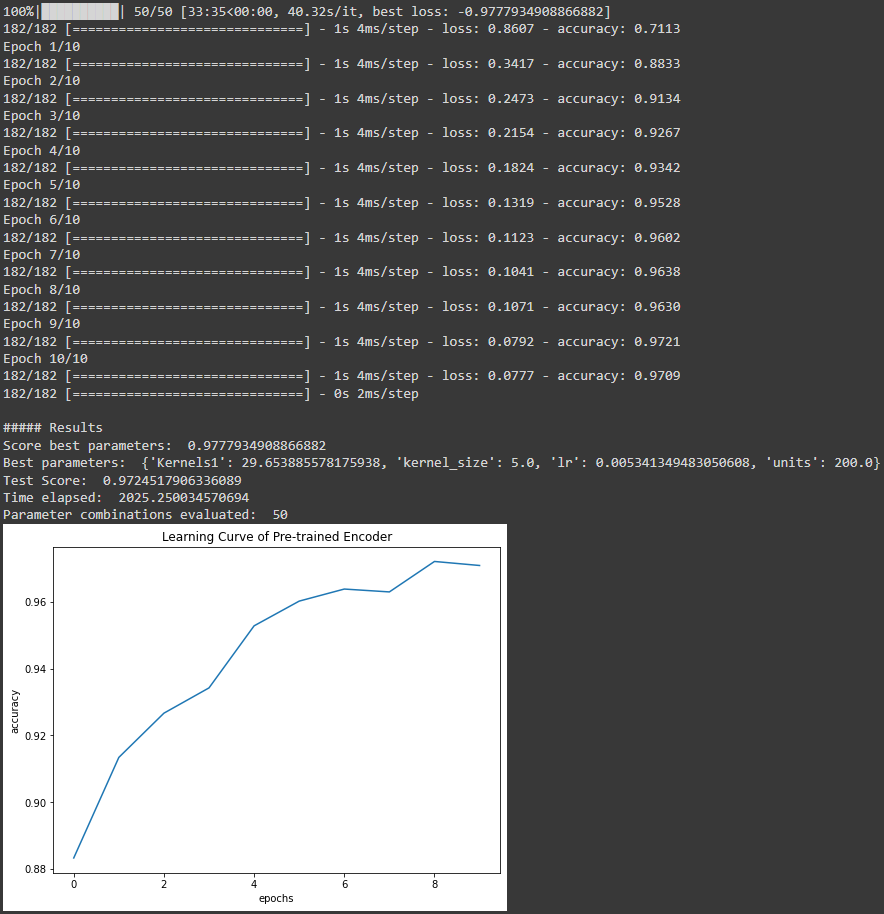 100%|██████████| 50/50 [33:35<00:00, 40.32s/it, best loss: -0.9777934908866882]
182/182 [==============================] - 1s 4ms/step - loss: 0.8607 - accuracy: 0.7113
Epoch 1/10
182/182 [==============================] - 1s 4ms/step - loss: 0.3417 - accuracy: 0.8833
Epoch 2/10
182/182 [==============================] - 1s 4ms/step - loss: 0.2473 - accuracy: 0.9134
Epoch 3/10
182/182 [==============================] - 1s 4ms/step - loss: 0.2154 - accuracy: 0.9267
Epoch 4/10
182/182 [==============================] - 1s 4ms/step - loss: 0.1824 - accuracy: 0.9342
Epoch 5/10
182/182 [==============================] - 1s 4ms/step - loss: 0.1319 - accuracy: 0.9528
Epoch 6/10
182/182 [==============================] - 1s 4ms/step - loss: 0.1123 - accuracy: 0.9602
Epoch 7/10
182/182 [==============================] - 1s 4ms/step - loss: 0.1041 - accuracy: 0.9638
Epoch 8/10
182/182 [==============================] - 1s 4ms/step - loss: 0.1071 - accuracy: 0.9630
Epoch 9/10
182/182 [==============================] - 1s 4ms/step - loss: 0.0792 - accuracy: 0.9721
Epoch 10/10
182/182 [==============================] - 1s 4ms/step - loss: 0.0777 - accuracy: 0.9709
182/182 [==============================] - 0s 2ms/step
##### Results
Score best parameters:  0.9777934908866882
Best parameters:  {'Kernels1': 29.653885578175938, 'kernel_size': 5.0, 'lr': 0.005341349483050608, 'units': 200.0}
Test Score:  0.9724517906336089
Time elapsed:  2025.250034570694
Parameter combinations evaluated:  50
Learning Curve of Pre-trained Encoder
0.96
0.94
0.92
0.90
0.88
accuracy
0 2 4 6 8
epochs